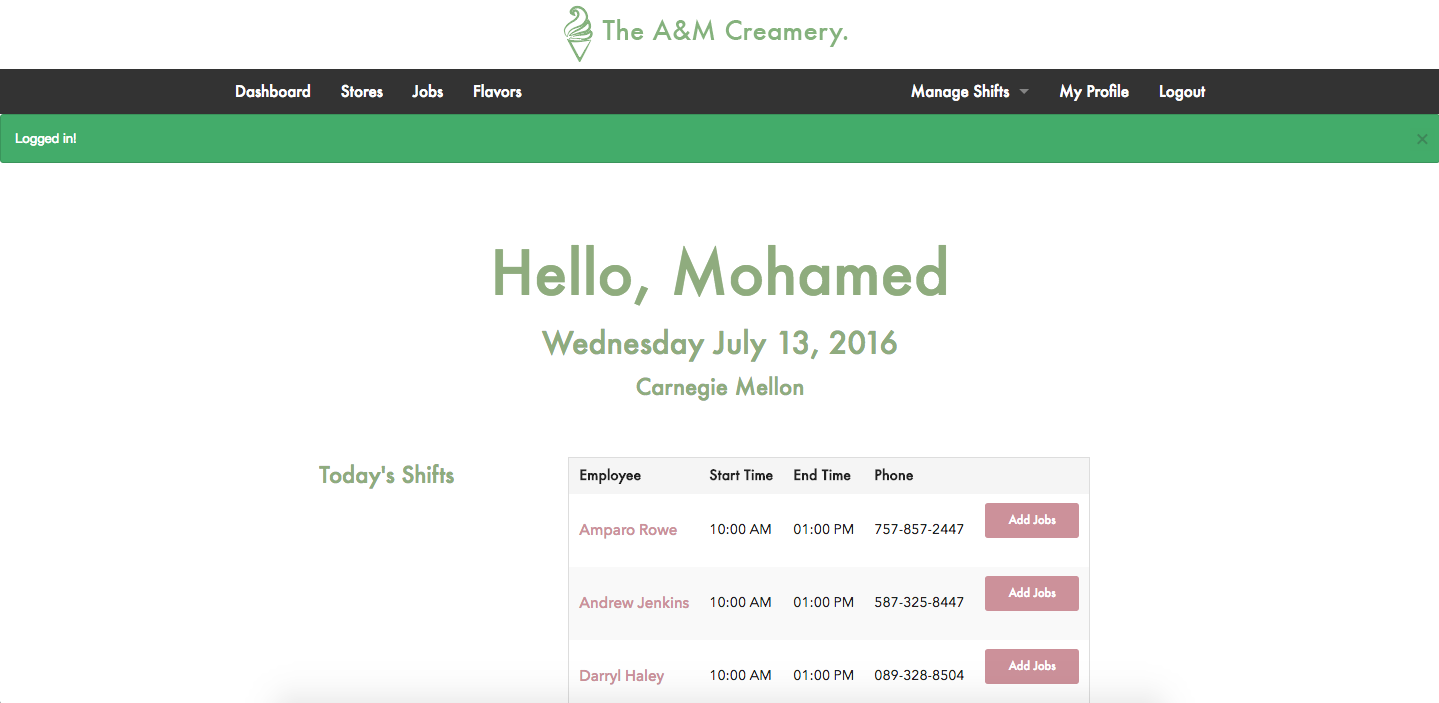 The A&M Creamery.
Dashboard Stores Jobs Flavors Manage Shifts My Profile Logout
Logged in! ×
Hello, Mohamed
Wednesday July 13, 2016
Carnegie Mellon
Today's Shifts
Employee Start Time End Time Phone
Amparo Rowe 10:00 AM 01:00 PM 757-857-2447 Add Jobs
Andrew Jenkins 10:00 AM 01:00 PM 587-325-8447 Add Jobs
Darryl Haley 10:00 AM 01:00 PM 089-328-8504 Add Jobs